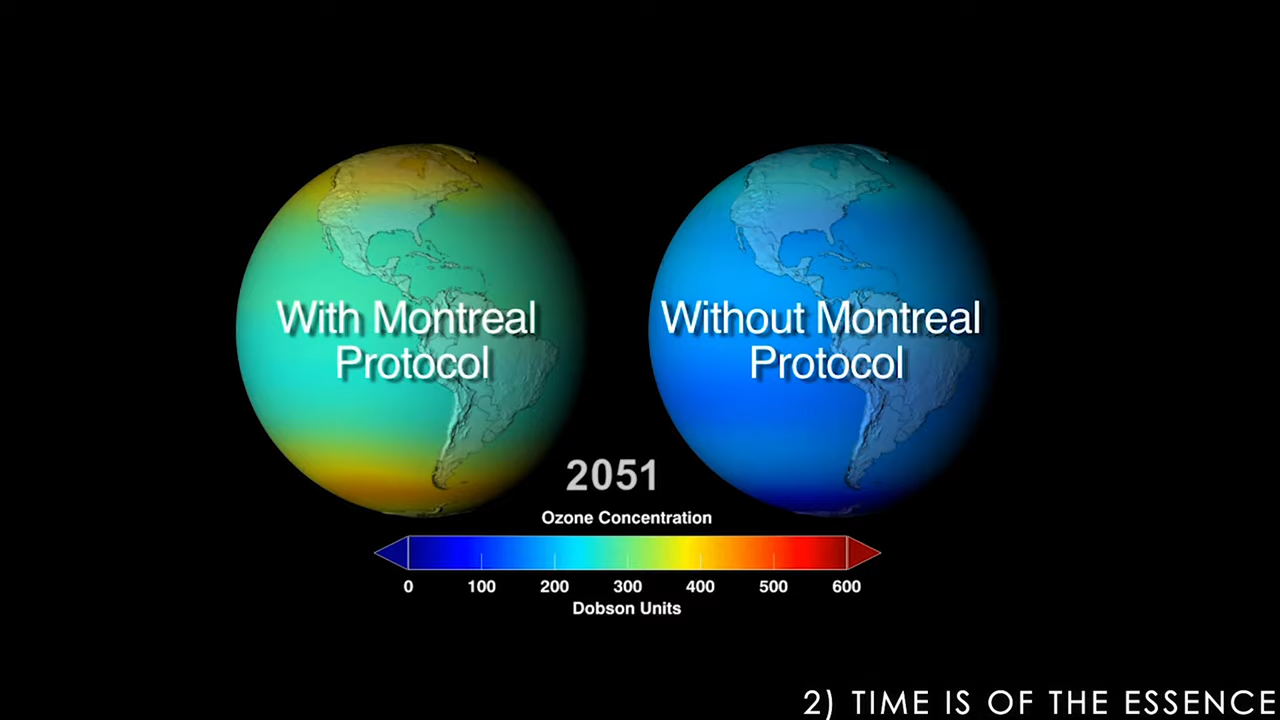 With Montreal
Protocol
Without Montreal
Protocol
2051
Ozone Concentration
0 100 200 300 400 500 600
Dobson Units
2) TIME IS OF THE ESSENCE